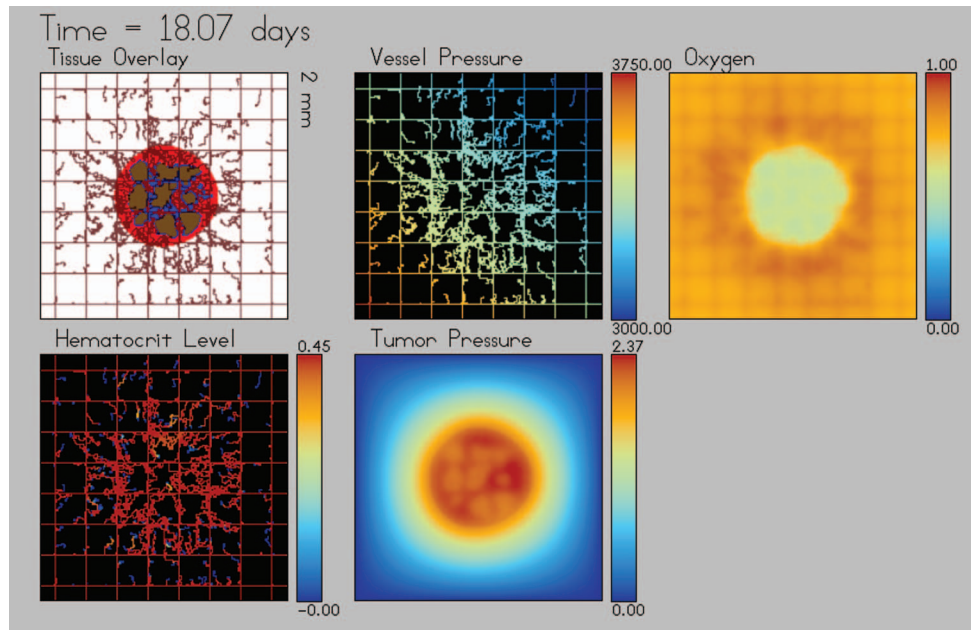 Time = 18.07 days
Tissue Overlay
2 mm
Vessel Pressure
3750.00
3000.00
Oxygen
1.00
0.00
Hematocrit Level
0.45
-0.00
Tumor Pressure
2.37
0.00